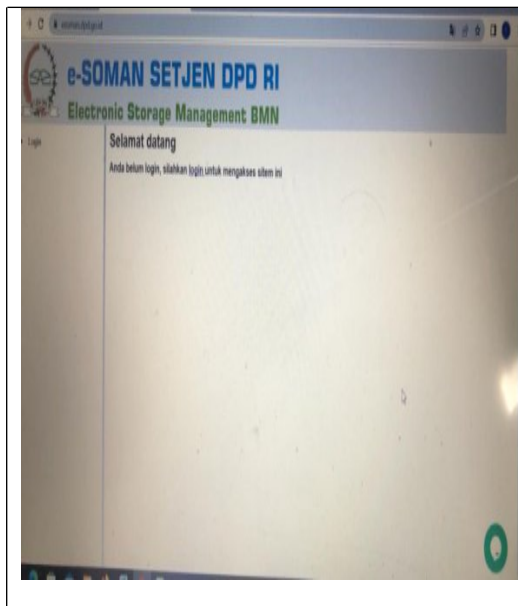 e-SOMAN SETJEN DPD RI
Electronic Storage Management BMN
Login
Selamat datang
Anda belum login, silahkan login untuk mengakses sitem ini